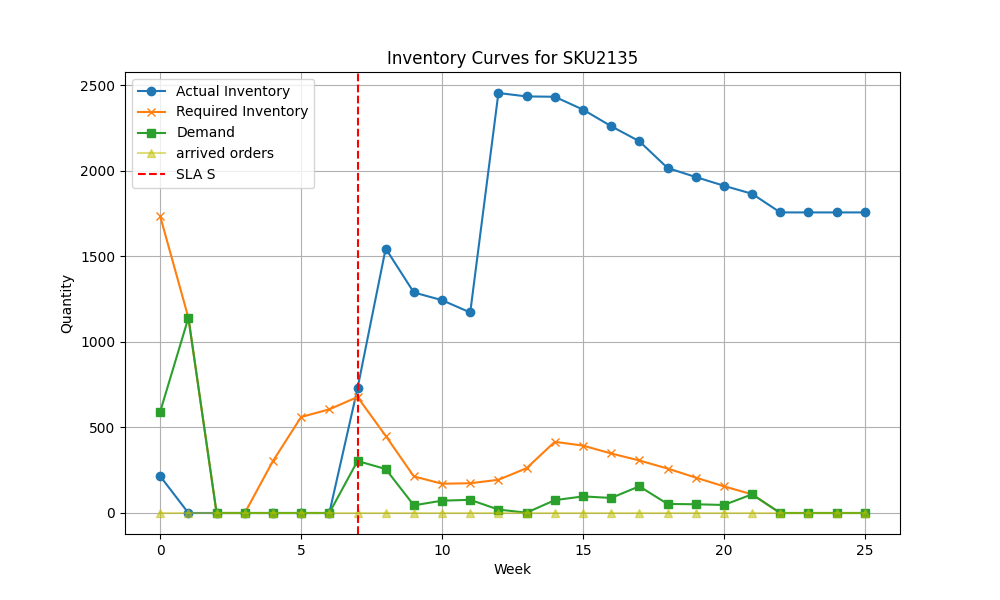 Inventory Curves for SKU2135
Actual Inventory
Required Inventory
Demand
arrived orders
SLA S
2500
2000
1500
1000
500
0
Quantity
0 5 10 15 20 25
Week